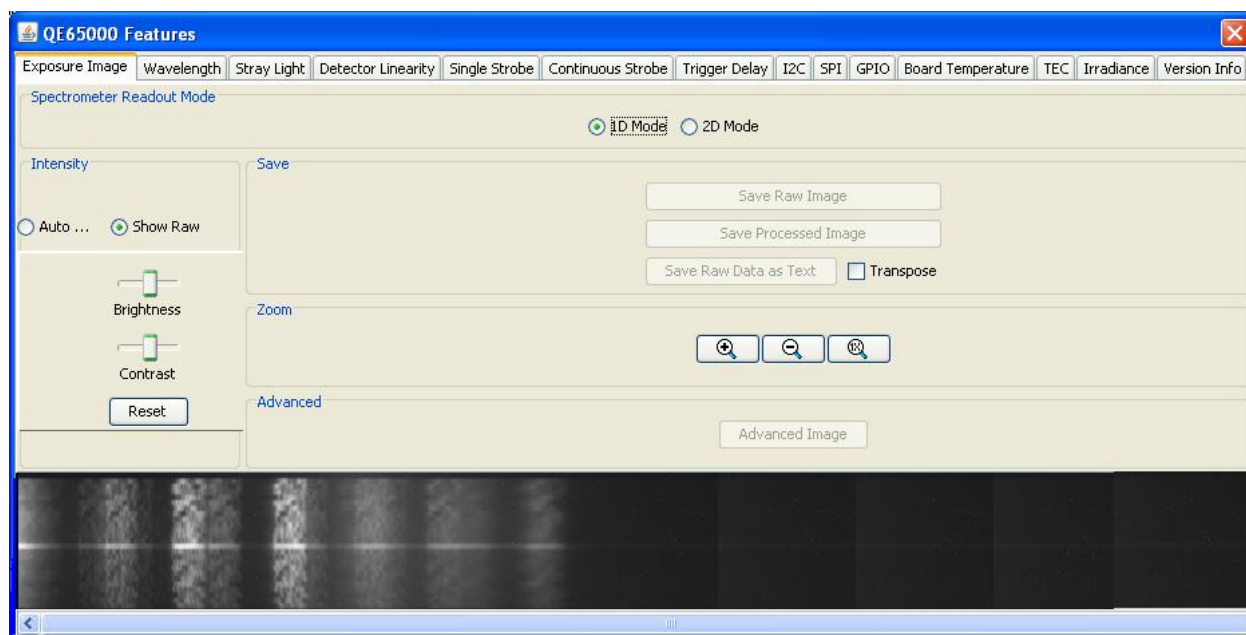 QE65000 Features
Exposure Image Wavelength Stray Light Detector Linearity Single Strobe Continuous Strobe Trigger Delay I2C SPI GPIO Board Temperature TEC Irradiance Version Info
Spectrometer Readout Mode
1D Mode 2D Mode
Intensity
Auto ... Show Raw
Brightness
Contrast
Reset
Save
Save Raw Image
Save Processed Image
Save Raw Data as Text Transpose
Zoom
1X
Advanced
Advanced Image